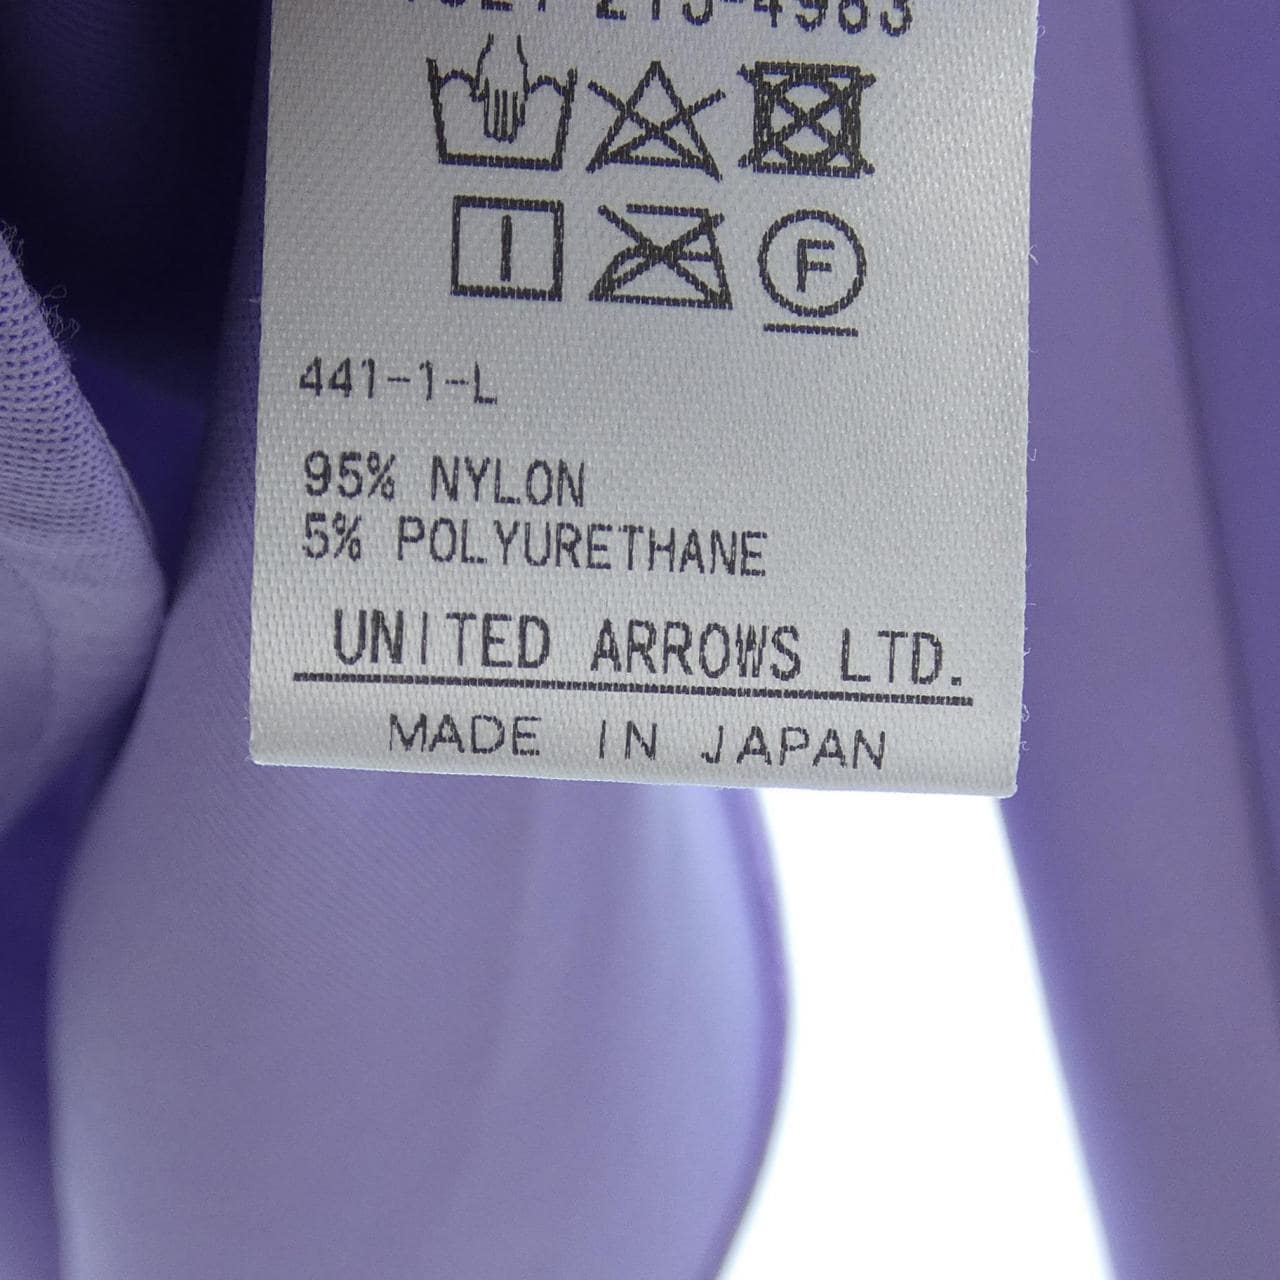 F
441-1-L
95% NYLON
5% POLYURETHANE
UNITED ARROWS LTD.
MADE IN JAPAN